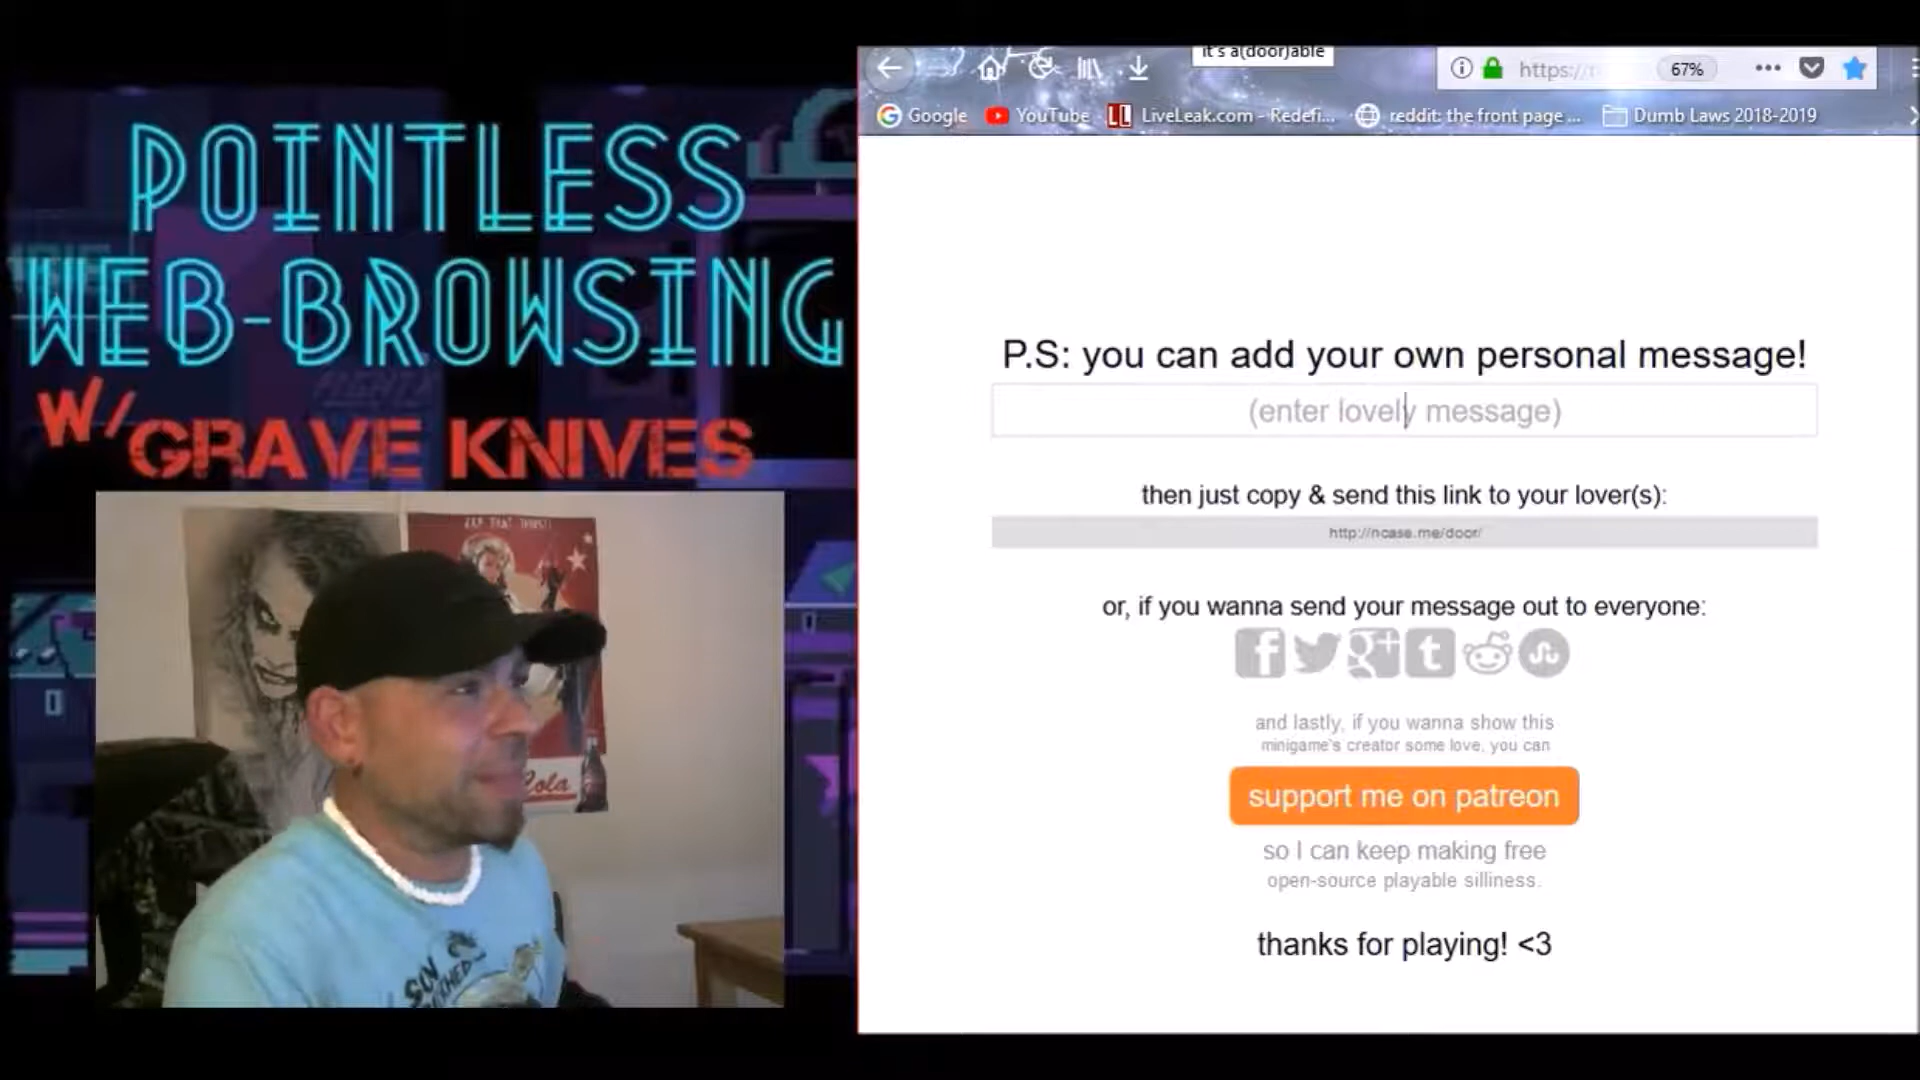 POINTLESS
WEB-BROWSING
W/GRAVE KNIVES
it's a(door)able
https://
67%
Google
YouTube
LL
LiveLeak.com - Redefi...
reddit: the front page ...
Dumb Laws 2018-2019
P.S: you can add your own personal message!
(enter lovely message)
then just copy & send this link to your lover(s):
http://ncase.me/door/
or, if you wanna send your message out to everyone:
and lastly, if you wanna show this
minigame's creator some love, you can
support me on patreon
so I can keep making free
open-source playable silliness.
thanks for playing! <3
THAT
Cola